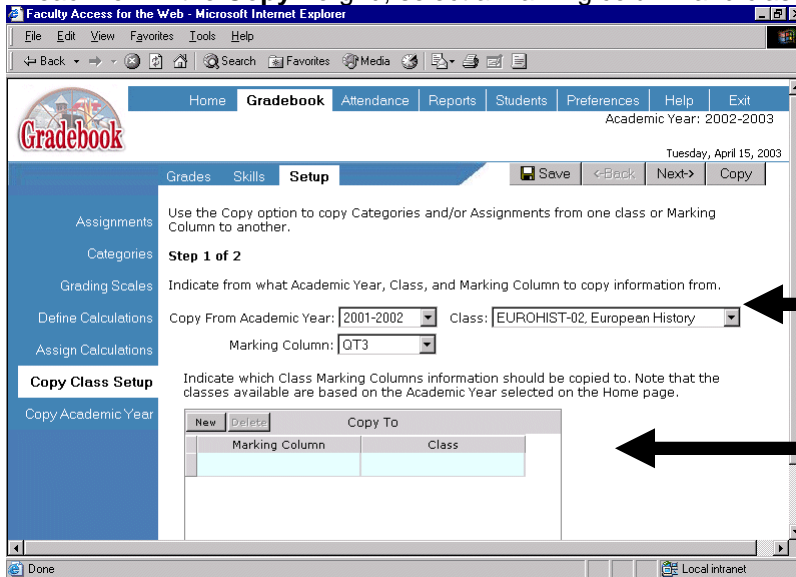 Copy
Faculty Access for the Web - Microsoft Internet Explorer
File Edit View Favorites Tools Help
Back Search Favorites Media
Home Gradebook Attendance Reports Students Preferences Help Exit
Academic Year: 2002-2003
Gradebook
Tuesday, April 15, 2003
Grades Skills Setup Save <-Back Next-> Copy
Assignments
Categories
Grading Scales
Define Calculations
Assign Calculations
Copy Class Setup
Copy Academic Year
Use the Copy option to copy Categories and/or Assignments from one class or Marking
Column to another.
Step 1 of 2
Indicate from what Academic Year, Class, and Marking Column to copy information from.
Copy From Academic Year: 2001-2002 Class: EUROHIST-02, European History
Marking Column: QT3
Indicate which Class Marking Columns information should be copied to. Note that the
classes available are based on the Academic Year selected on the Home page.
New Delete Copy To
Marking Column Class
Done Local intranet